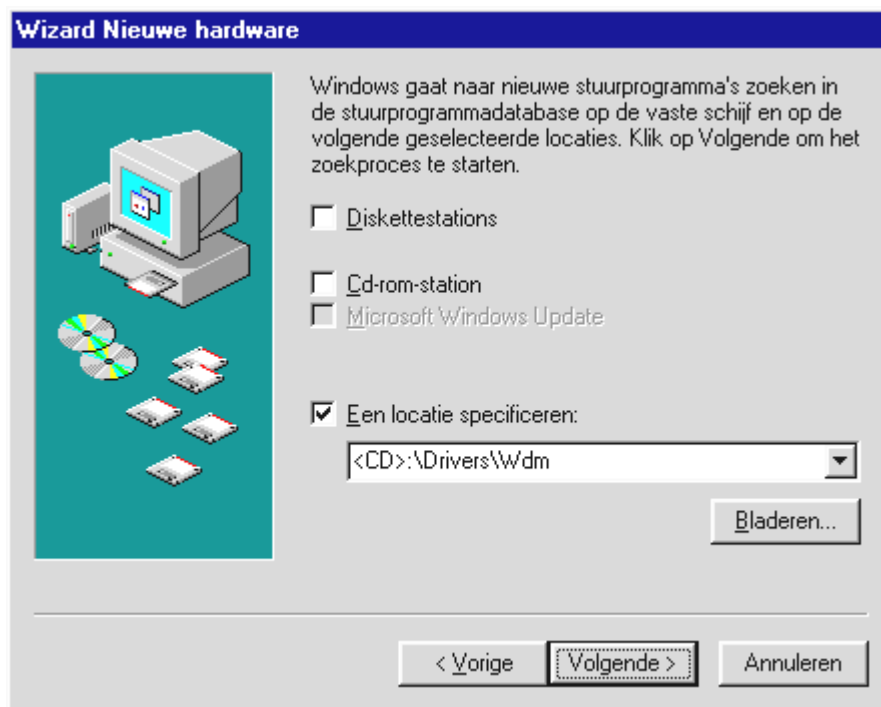 Wizard Nieuwe hardware
Windows gaat naar nieuwe stuurprogramma's zoeken in
de stuurprogrammadatabase op de vaste schijf en op de
volgende geselecteerde locaties. Klik op Volgende om het
zoekproces te starten.
Diskettestations
Cd-rom-station
Microsoft Windows Update
Een locatie specificeren:
<CD>:\Drivers\Wdm
Bladeren...
< Vorige
Volgende >
Annuleren